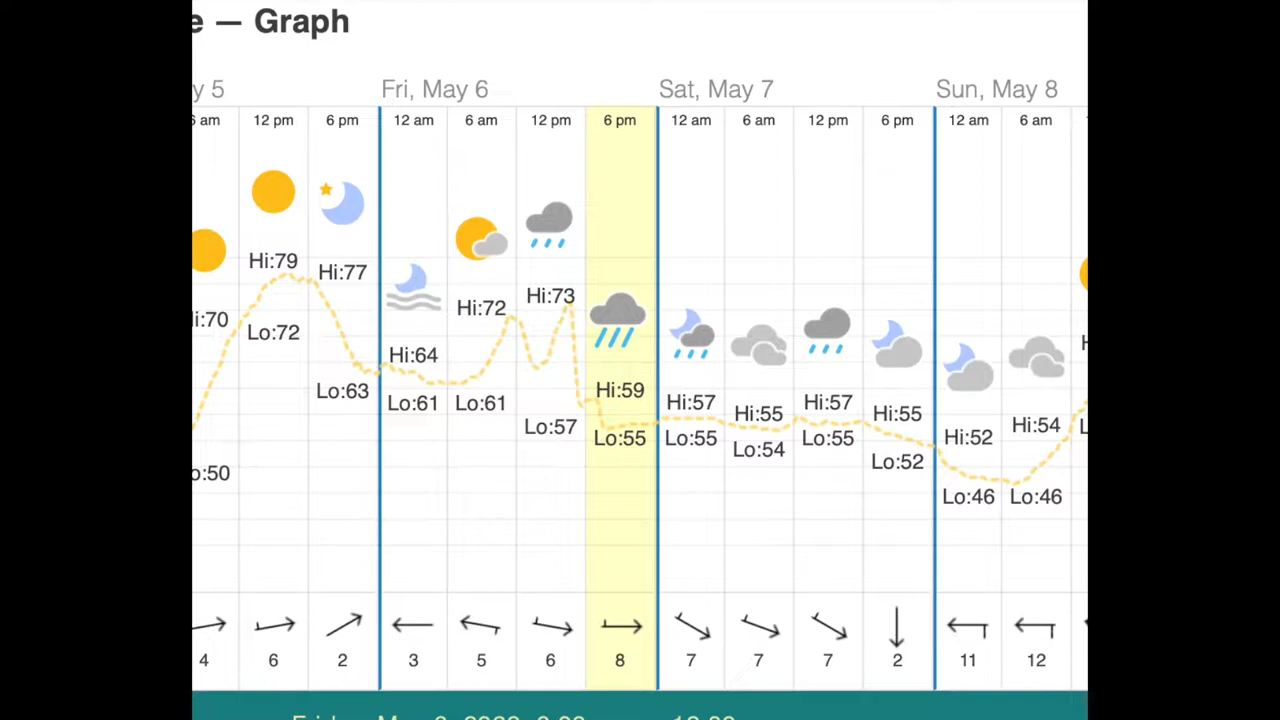 e — Graph
y 5 Fri, May 6 Sat, May 7 Sun, May 8
6 am 12 pm 6 pm 12 am 6 am 12 pm 6 pm 12 am 6 am 12 pm 6 pm 12 am 6 am
Hi:70 Hi:79 Hi:77 Hi:64 Hi:72 Hi:73 Hi:59 Hi:57 Hi:55 Hi:57 Hi:55 Hi:52 Hi:54 H
Lo:50 Lo:72 Lo:63 Lo:61 Lo:61 Lo:57 Lo:55 Lo:55 Lo:54 Lo:55 Lo:52 Lo:46 Lo:46 L
4 6 2 3 5 6 8 7 7 7 2 11 12